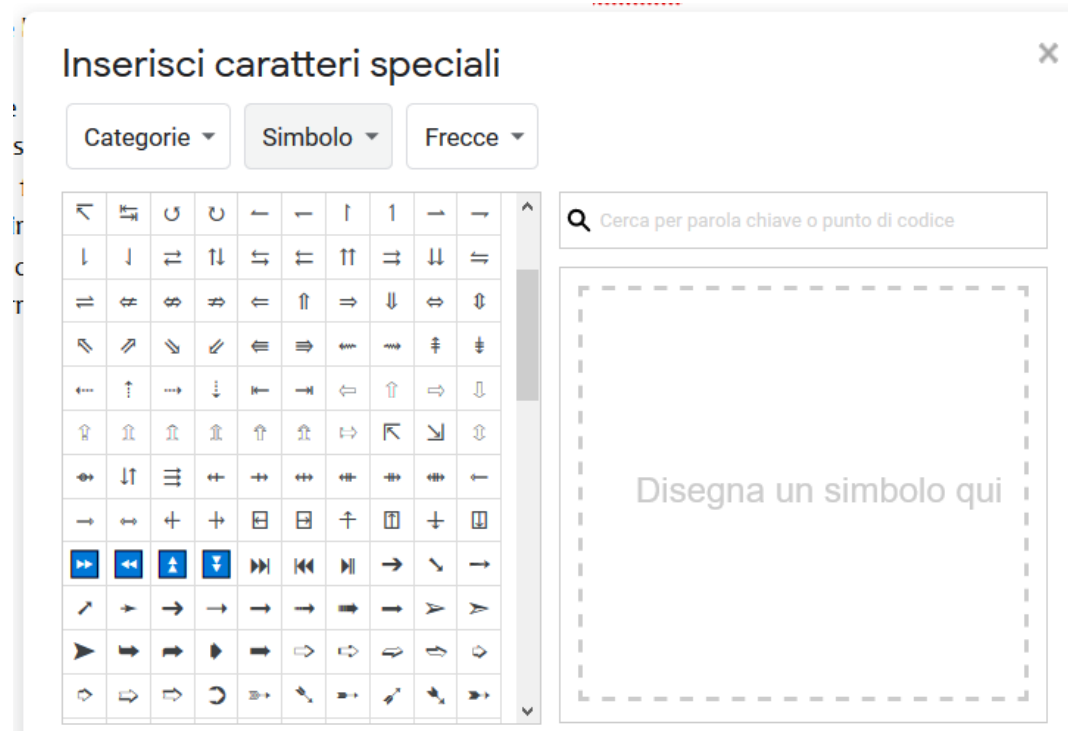 Inserisci caratteri speciali
Categorie
Simbolo
Frecce
Cerca per parola chiave o punto di codice
Disegna un simbolo qui